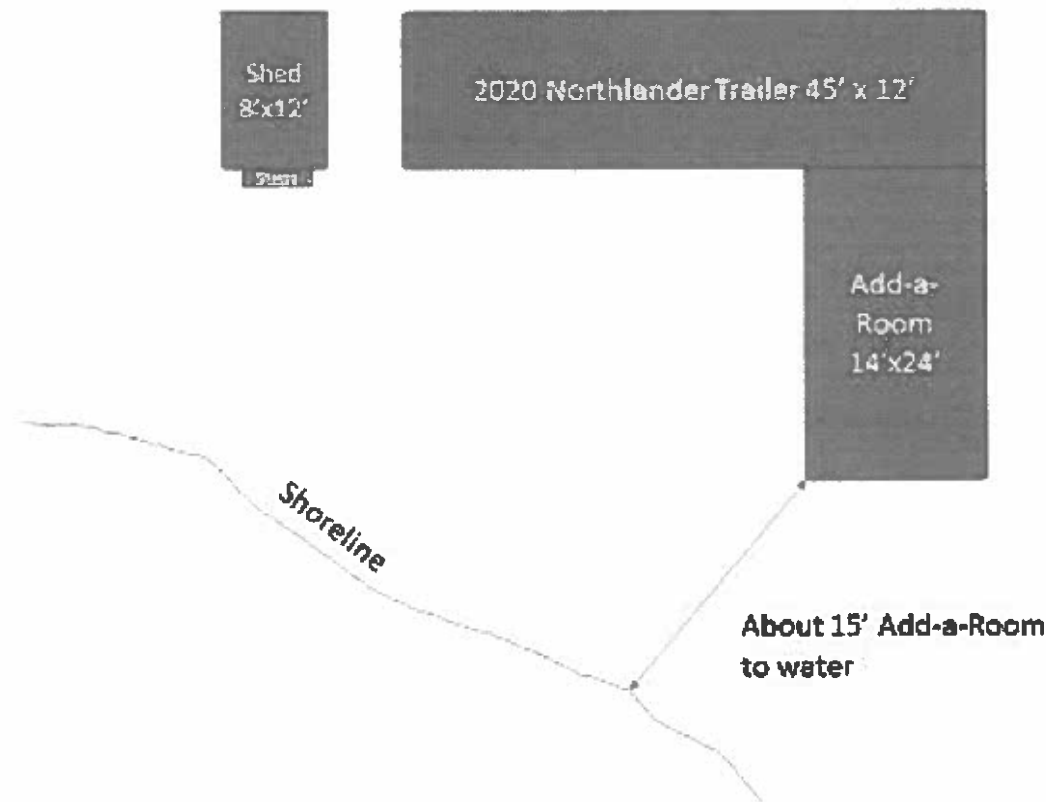 Shed
8'x12'
Steps
2020 Northlander Trailer 45' x 12'
Add-a-
Room
14'x24'
Shoreline
About 15' Add-a-Room
to water